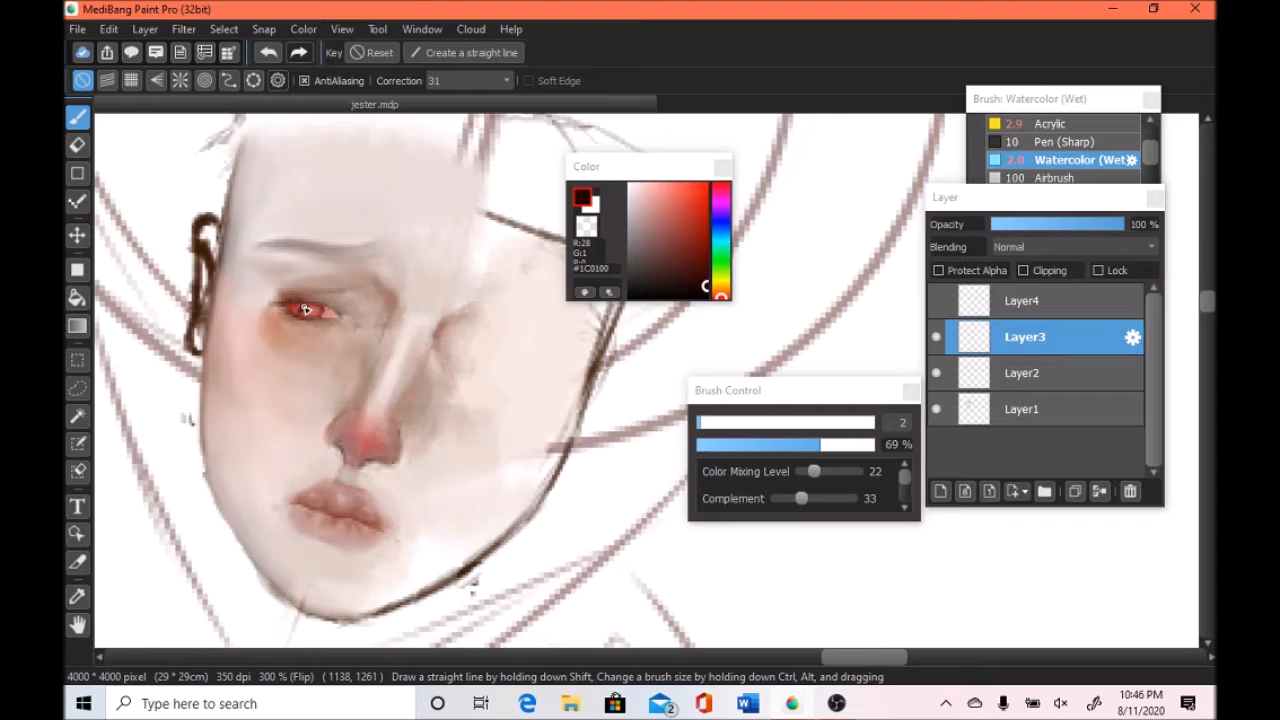 MediBang Paint Pro (32bit)
File Edit Layer Filter Select Snap Color View Tool Window Cloud Help
Key Reset Create a straight line
AntiAliasing Correction 31 Soft Edge
jester.mdp
Brush: Watercolor (Wet)
2.9 Acrylic
10 Pen (Sharp)
2.0 Watercolor (Wet)
100 Airbrush
Color
R:28
G:1
#1C0100
Layer
Opacity 100 %
Blending Normal
Protect Alpha Clipping Lock
Layer4
Layer3
Layer2
Layer1
Brush Control
2
69 %
Color Mixing Level 22
Complement 33
4000 * 4000 pixel (29 * 29cm) 350 dpi 300 % (Flip) ( 1138, 1261 ) Draw a straight line by holding down Shift, Change a brush size by holding down Ctrl, Alt, and dragging
Type here to search
2
10:46 PM
8/11/2020